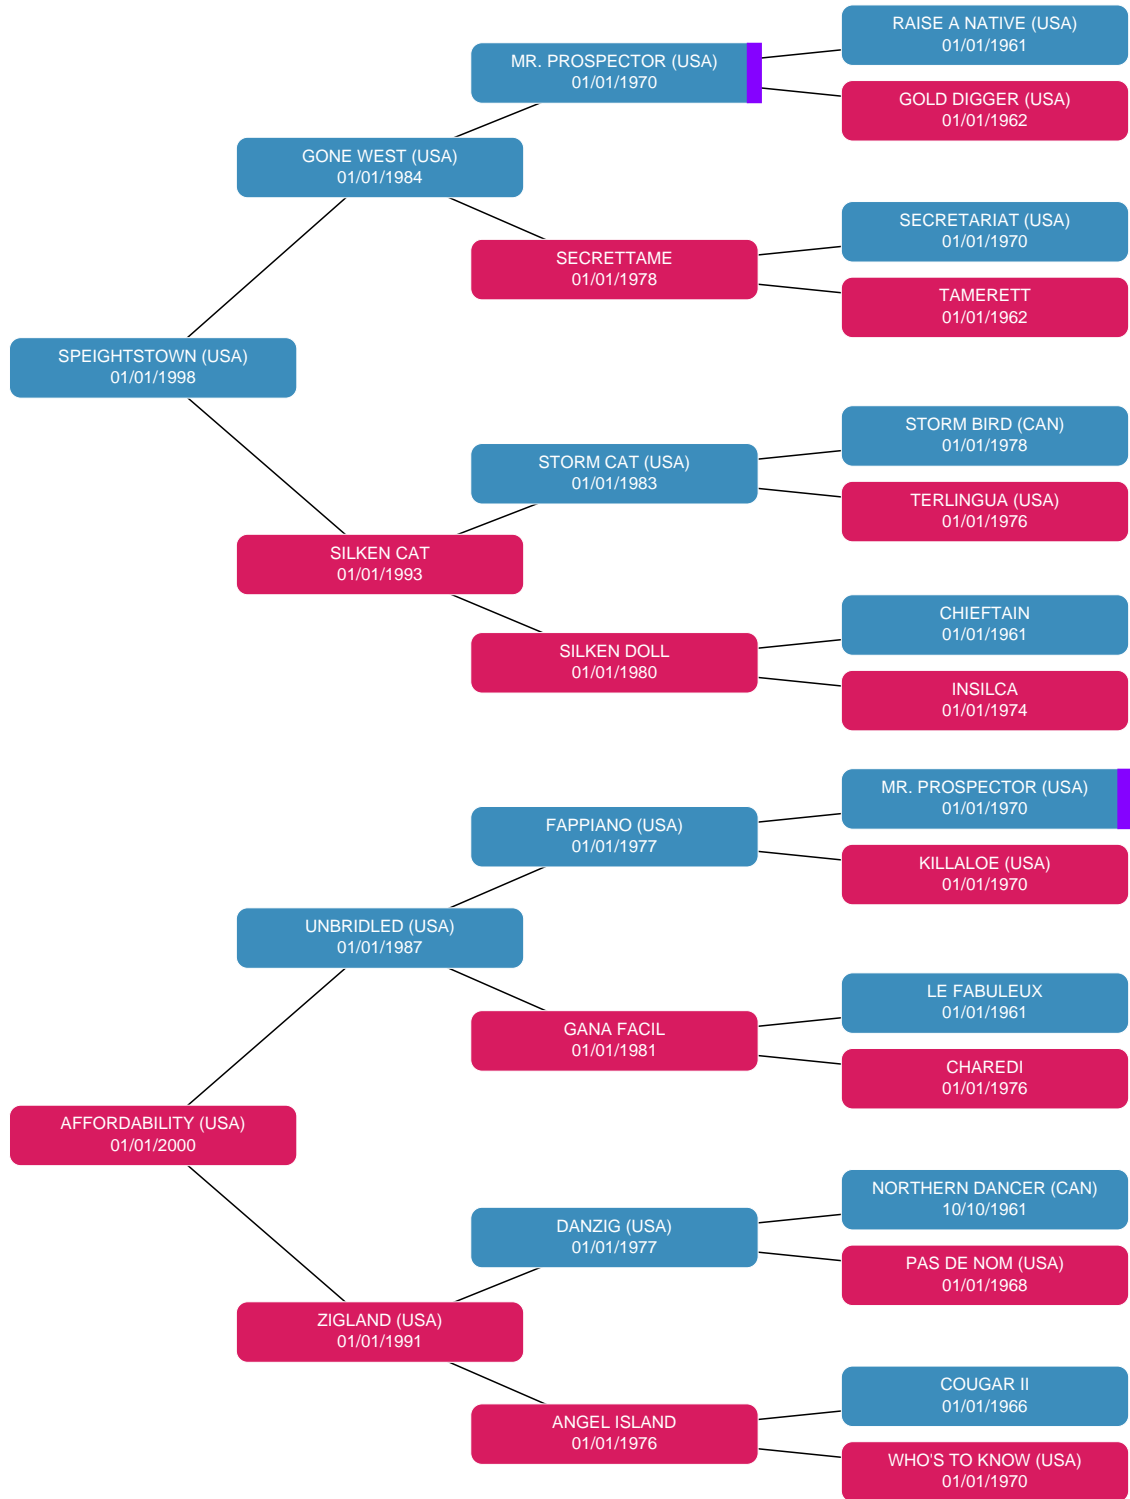 RAISE A NATIVE (USA)
01/01/1961
MR. PROSPECTOR (USA)
01/01/1970
GOLD DIGGER (USA)
01/01/1962
GONE WEST (USA)
01/01/1984
SECRETARIAT (USA)
01/01/1970
SECRETTAME
01/01/1978
TAMERETT
01/01/1962
SPEIGHTSTOWN (USA)
01/01/1998
STORM BIRD (CAN)
01/01/1978
STORM CAT (USA)
01/01/1983
TERLINGUA (USA)
01/01/1976
SILKEN CAT
01/01/1993
CHIEFTAIN
01/01/1961
SILKEN DOLL
01/01/1980
INSILCA
01/01/1974
MR. PROSPECTOR (USA)
01/01/1970
FAPPIANO (USA)
01/01/1977
KILLALOE (USA)
01/01/1970
UNBRIDLED (USA)
01/01/1987
LE FABULEUX
01/01/1961
GANA FACIL
01/01/1981
CHAREDI
01/01/1976
AFFORDABILITY (USA)
01/01/2000
NORTHERN DANCER (CAN)
10/10/1961
DANZIG (USA)
01/01/1977
PAS DE NOM (USA)
01/01/1968
ZIGLAND (USA)
01/01/1991
COUGAR II
01/01/1966
ANGEL ISLAND
01/01/1976
WHO'S TO KNOW (USA)
01/01/1970